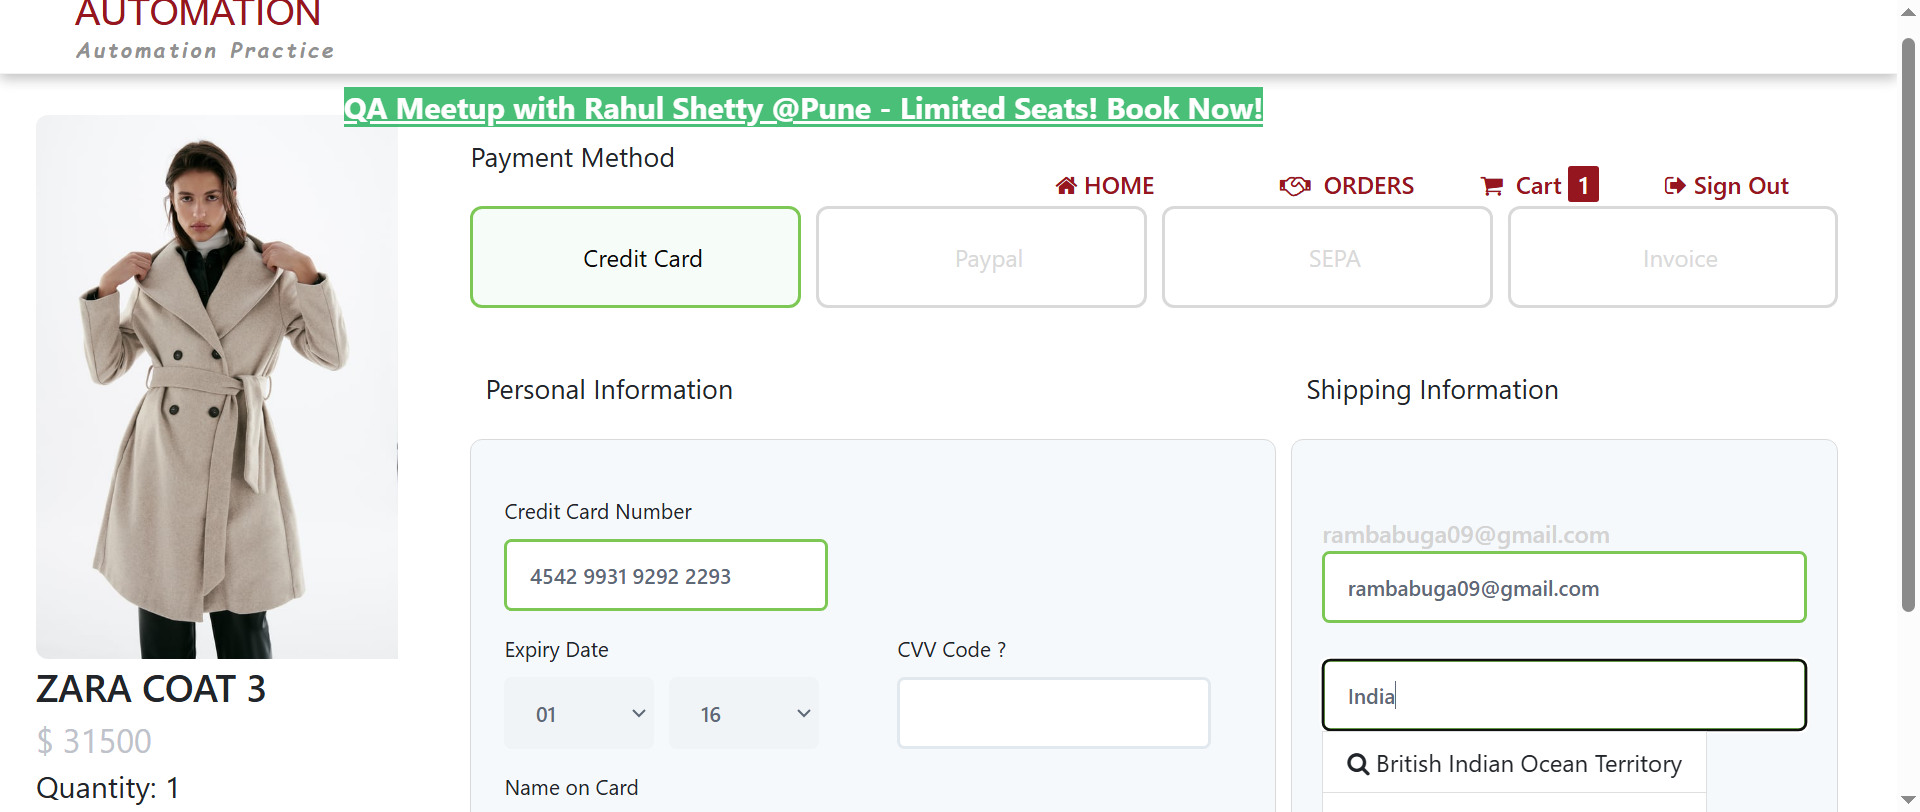 AUTOMATION
Automation Practice
QA Meetup with Rahul Shetty @Pune - Limited Seats! Book Now!
Payment Method
HOME
ORDERS
Cart 1
Sign Out
Credit Card
Paypal
SEPA
Invoice
Personal Information
Shipping Information
Credit Card Number
4542 9931 9292 2293
rambabuga09@gmail.com
rambabuga09@gmail.com
Expiry Date
CVV Code ?
01
16
India
British Indian Ocean Territory
Name on Card
ZARA COAT 3
$ 31500
Quantity: 1